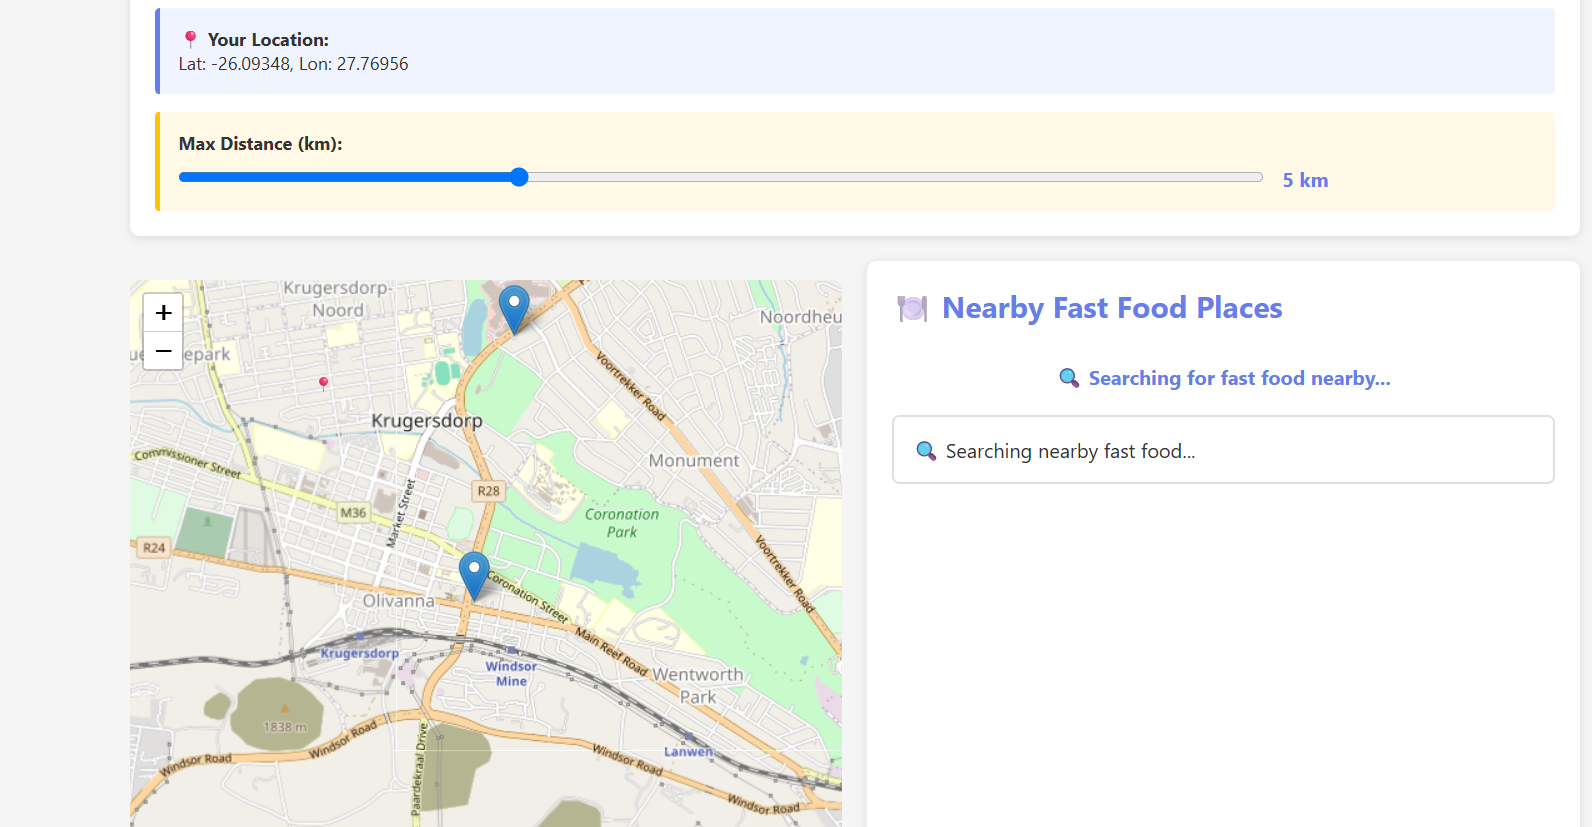 Your Location:
Lat: -26.09348, Lon: 27.76956
Max Distance (km):
5 km
+
−
Krugersdorp-
Noord
epark
Noordheu
Voortrekker Road
Krugersdorp
Commissioner Street
Monument
Market Street
R28
M36
Coronation
Park
R24
Voortrekker Road
Coronation Street
Olivanna
Main Reef Road
Krugersdorp
Windsor
Mine
Wentworth
Park
1838 m
Windsor Road
Windsor Road
Paardekraal Drive
Lanwen
Windsor Road
Windsor Road
Nearby Fast Food Places
Searching for fast food nearby...
Searching nearby fast food...